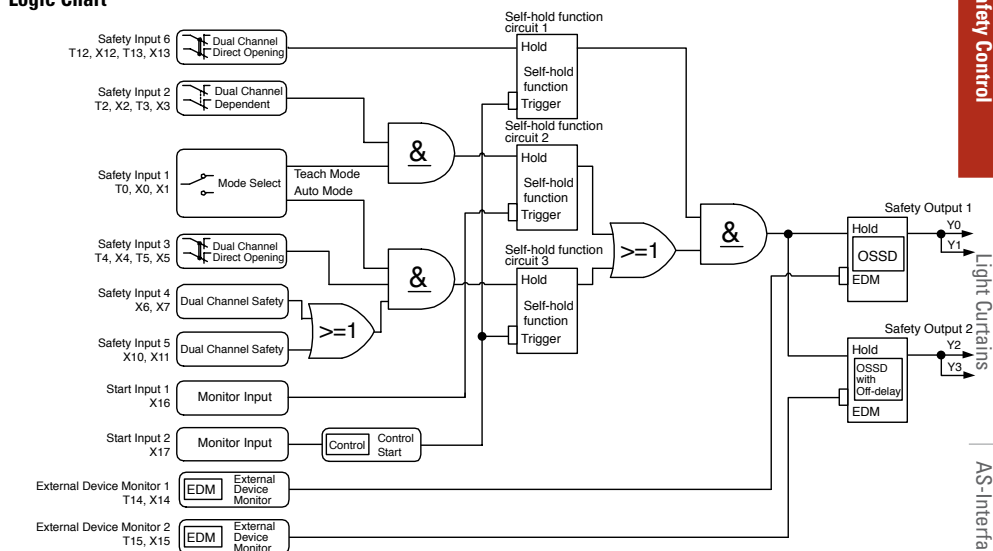 Logic Chart
Safety Input 6
T12, X12, T13, X13
Dual Channel
Direct Opening
Safety Input 2
T2, X2, T3, X3
Dual Channel
Dependent
Safety Input 1
T0, X0, X1
Mode Select
Teach Mode
Auto Mode
Safety Input 3
T4, X4, T5, X5
Dual Channel
Direct Opening
Safety Input 4
X6, X7
Dual Channel Safety
Safety Input 5
X10, X11
Dual Channel Safety
Start Input 1
X16
Monitor Input
Start Input 2
X17
Monitor Input
Control
Control
Start
External Device Monitor 1
T14, X14
EDM
External
Device
Monitor
External Device Monitor 2
T15, X15
EDM
External
Device
Monitor
&
&
>=1
Self-hold function
circuit 1
Hold
Self-hold
function
Trigger
Self-hold function
circuit 2
Hold
Self-hold
function
Trigger
Self-hold function
circuit 3
Hold
Self-hold
function
Trigger
>=1
&
Safety Output 1
Hold
OSSD
EDM
Y0
Y1
Safety Output 2
Hold
OSSD
with
Off-delay
EDM
Y2
Y3
Safety Control
Light Curtains
AS-Interfa